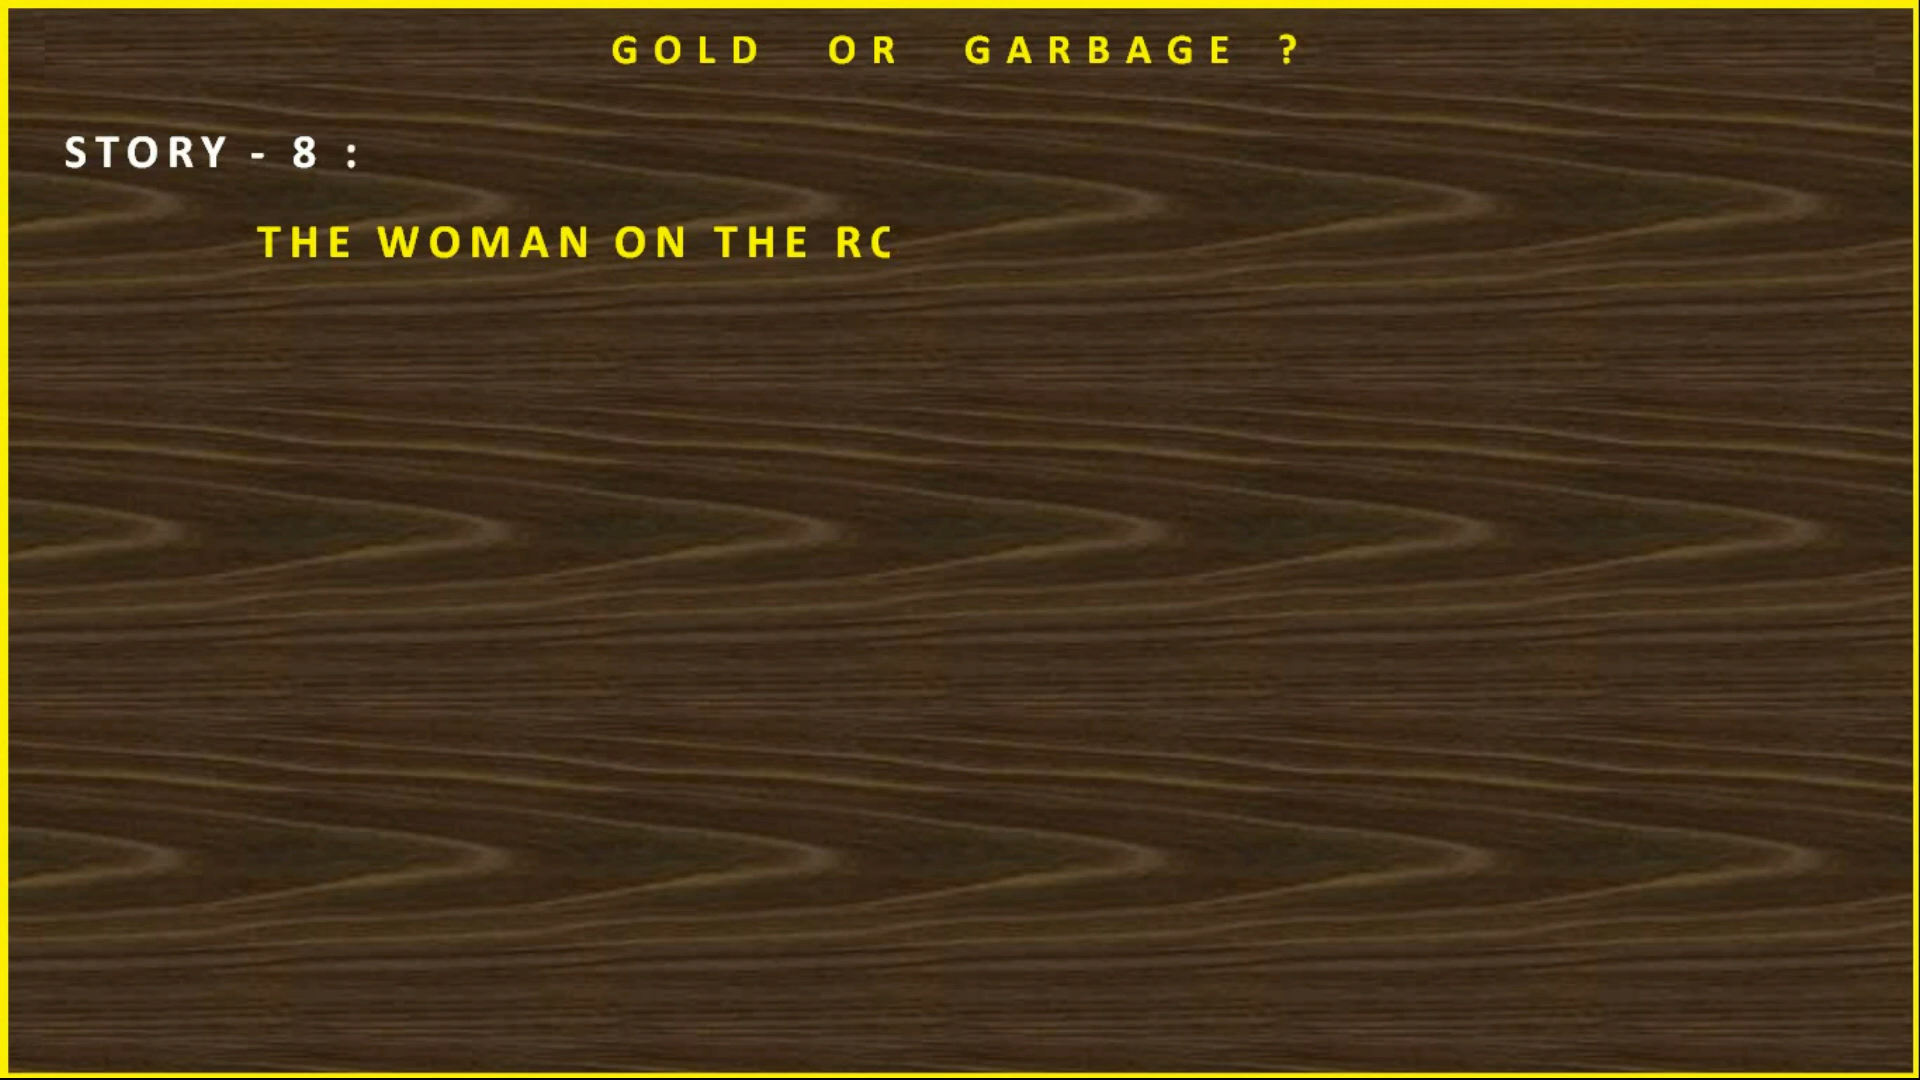 GOLD OR GARBAGE ?
STORY - 8 :
THE WOMAN ON THE